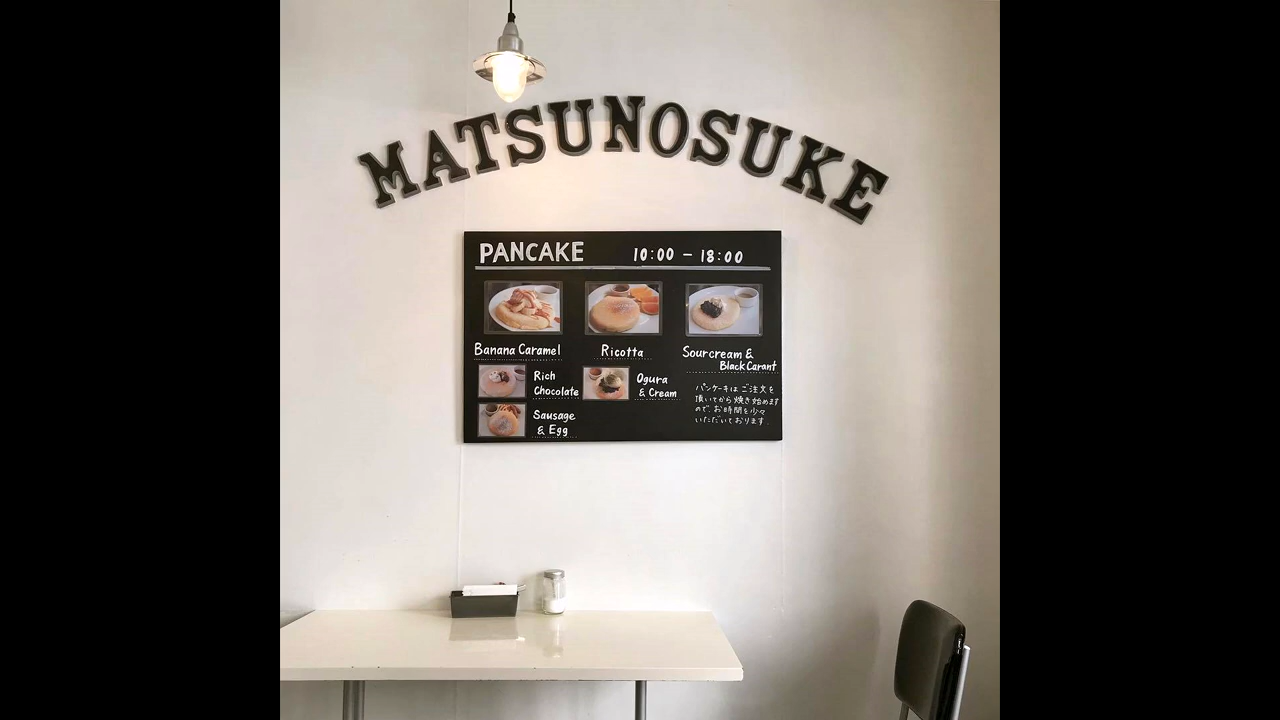 MATSUNOSUKE
PANCAKE 10:00 - 18:00
Banana Caramel
Ricotta
Sourcream &
Black Carant
Rich
Chocolate
Ogura
& Cream
Sausage
& Egg
パンケーキは ご注文を
頂いてから焼き始めます
ので、お時間を少々
いただいております。